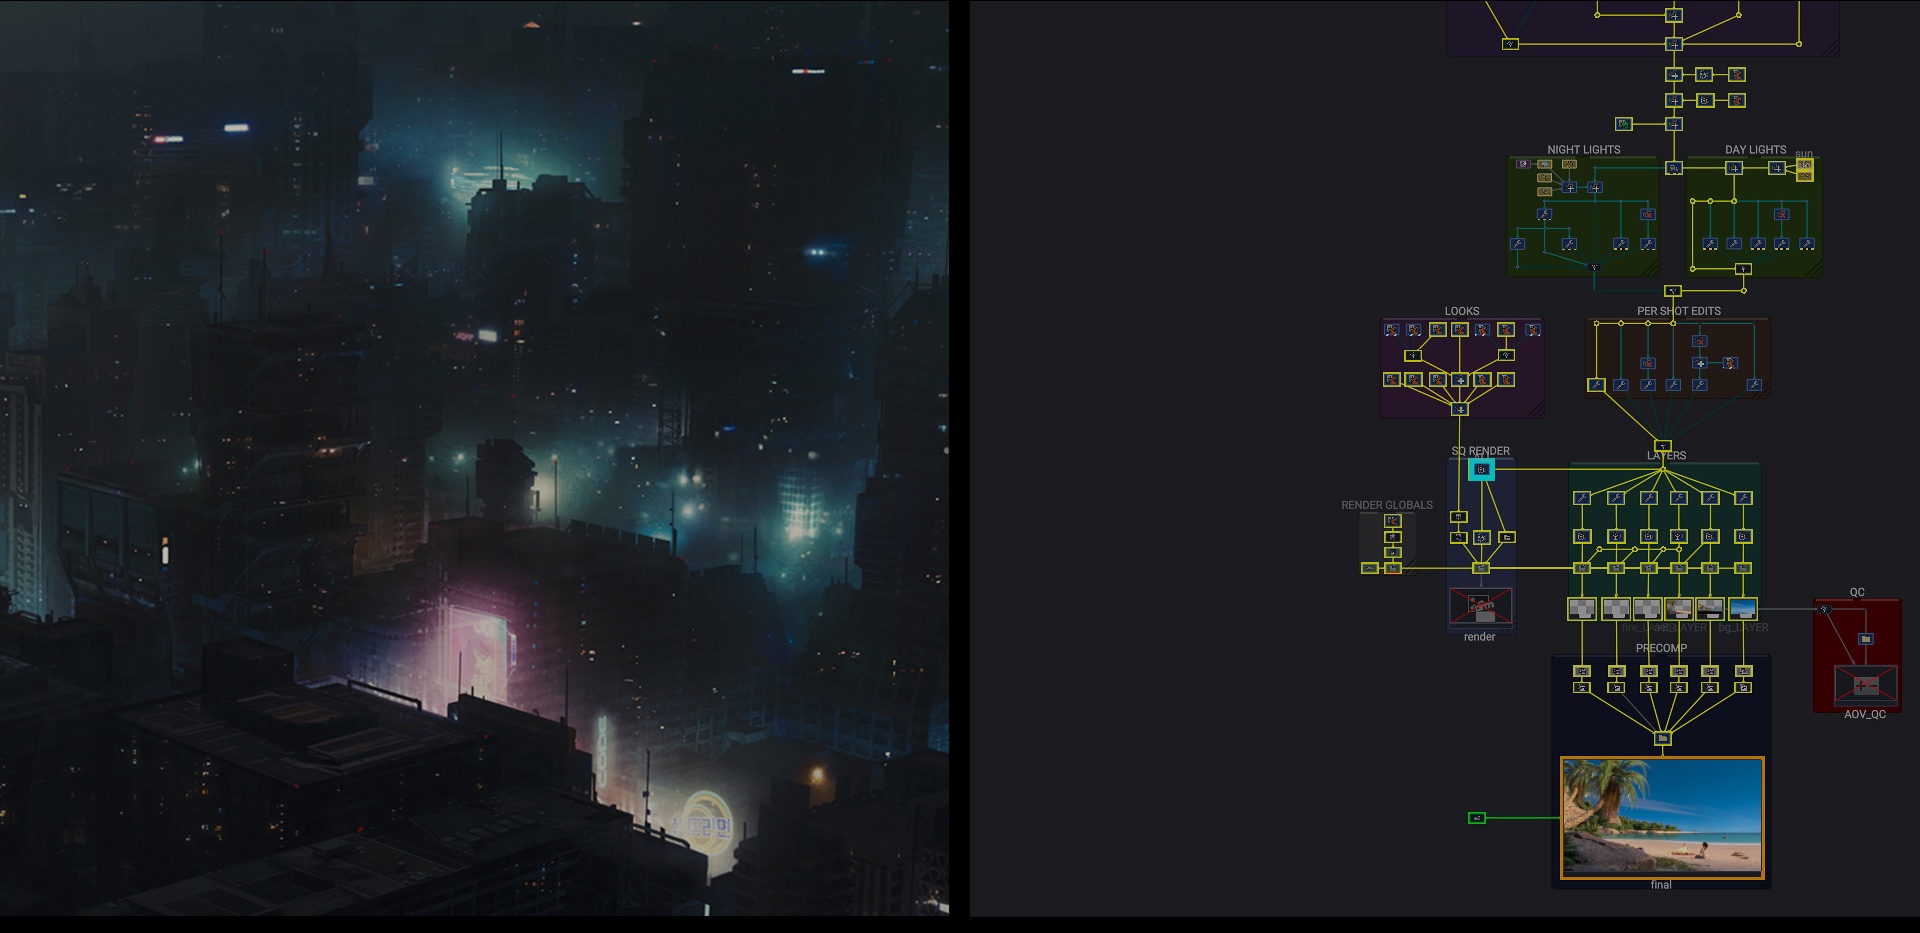 NIGHT LIGHTS
DAY LIGHTS
sun
LOOKS
PER SHOT EDITS
SQ RENDER
LAYERS
RENDER GLOBALS
render
bg_LAYER
QC
PRECOMP
AOV_QC
final